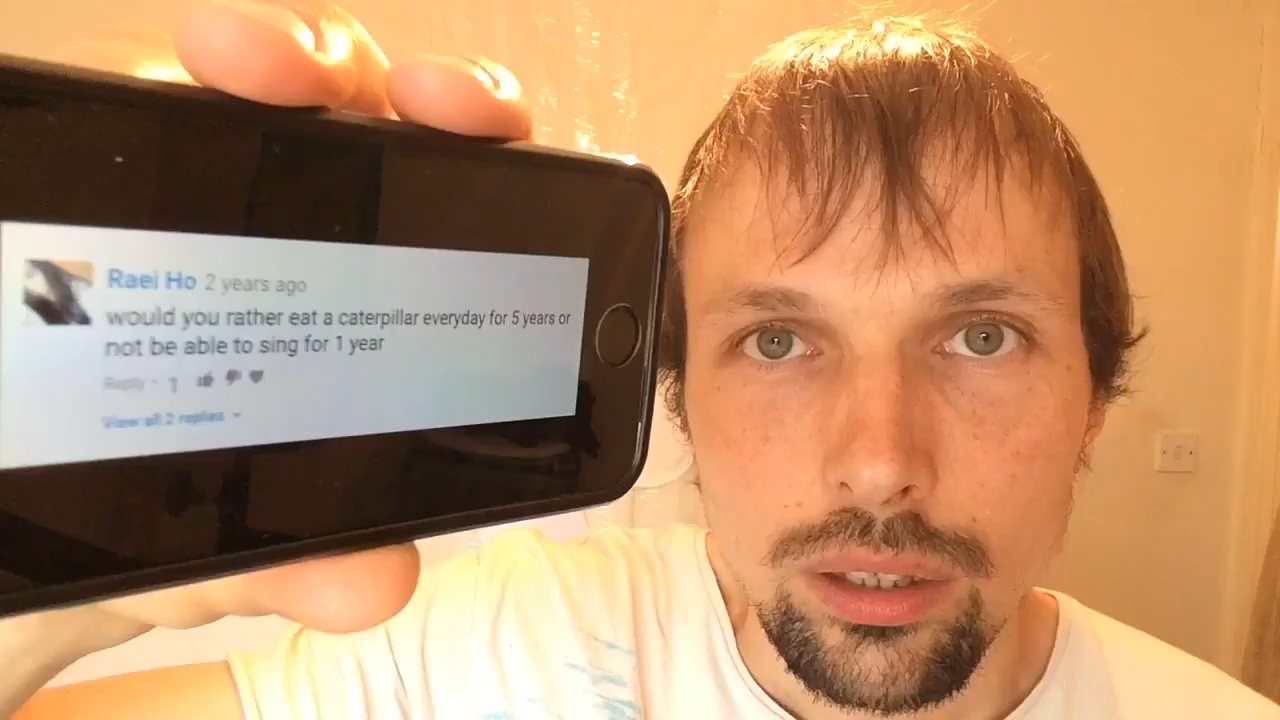 Rael Ho 2 years ago
would you rather eat a caterpillar everyday for 5 years or
not be able to sing for 1 year
Reply • 1
View all 2 replies